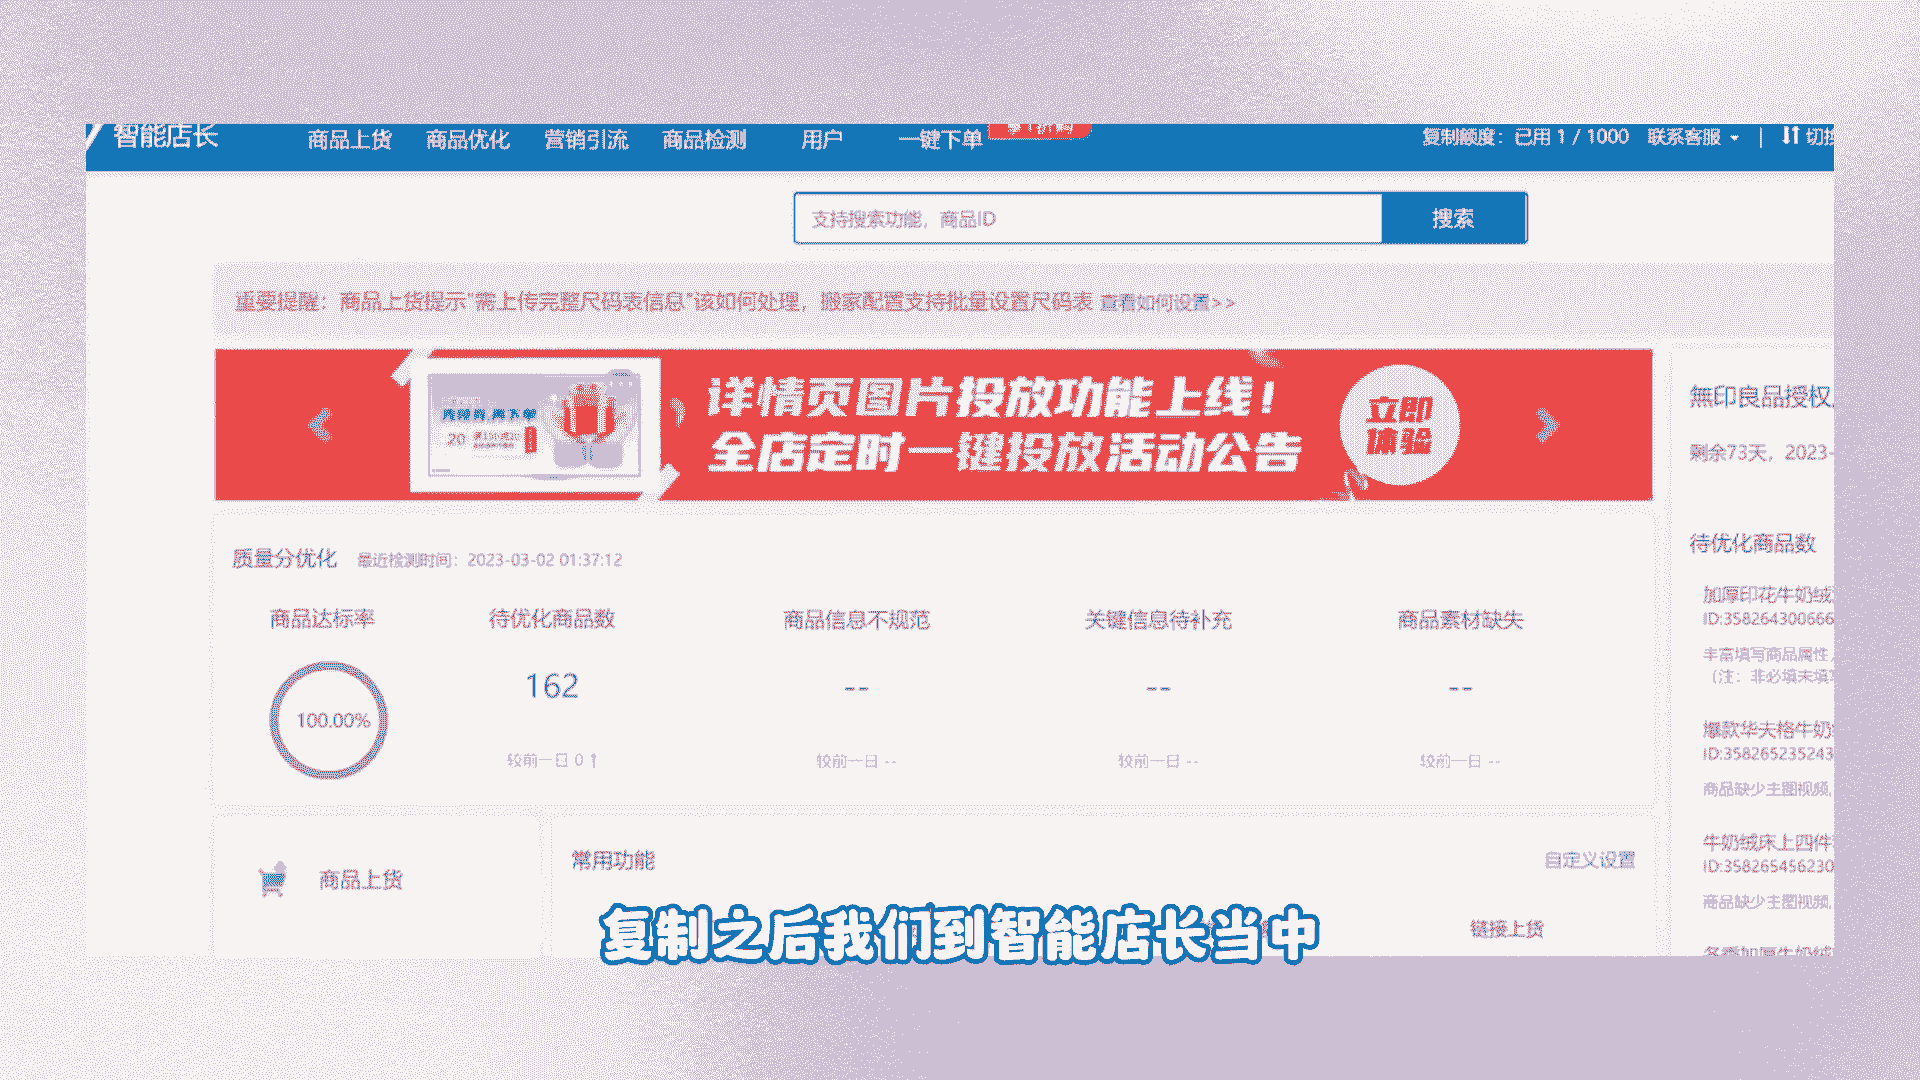 智能店长
商品上货 商品优化 营销引流 商品检测 用户 一键下单
复制额度：已用 1 / 1000 联系客服 | 切换
支持搜索功能，商品ID 搜索
重要提醒：商品上货提示"需上传完整尺码表信息"该如何处理，搬家配置支持批量设置尺码表 查看如何设置>>
详情页图片投放功能上线！
全店定时一键投放活动公告
立即
体验
無印良品授权
剩余73天，2023-
质量分优化 最近检测时间：2023-03-02 01:37:12
商品达标率 待优化商品数 商品信息不规范 关键信息待补充 商品素材缺失
100.00% 162 -- -- --
较前一日 0 较前一日 -- 较前一日 -- 较前一日 --
待优化商品数
加厚印花牛奶绒
ID:358264300666
丰富填写商品属性，
（注：非必填未填写
爆款华夫格牛奶
ID:358265235243
商品缺少主图视频，
牛奶绒床上四件
ID:358265456230
商品缺少主图视频，
冬季加厚牛奶绒
商品上货
常用功能 自定义设置
链接上货
复制之后我们到智能店长当中